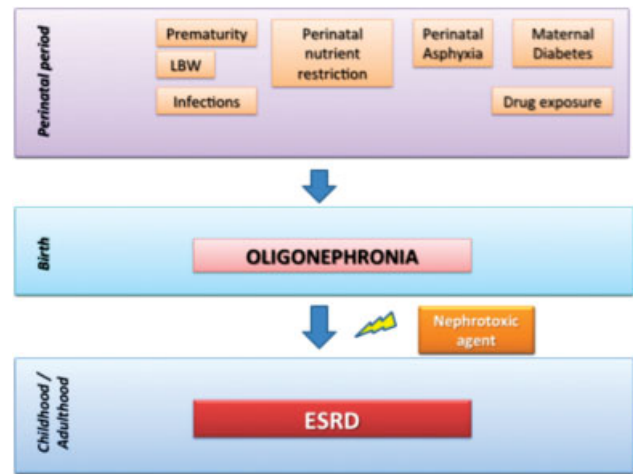 Perinatal period
Prematurity
LBW
Infections
Perinatal
nutrient
restriction
Perinatal
Asphyxia
Maternal
Diabetes
Drug exposure
Birth
OLIGONEPHRONIA
Nephrotoxic
agent
Childhood /
Adulthood
ESRD